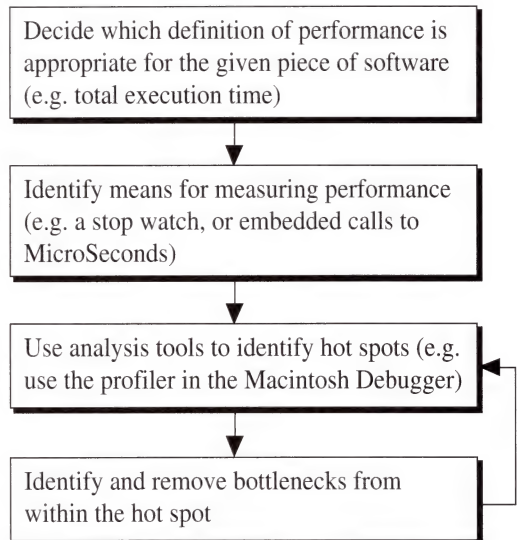 Decide which definition of performance is
appropriate for the given piece of software
(e.g. total execution time)
Identify means for measuring performance
(e.g. a stop watch, or embedded calls to
MicroSeconds)
Use analysis tools to identify hot spots (e.g.
use the profiler in the Macintosh Debugger)
Identify and remove bottlenecks from
within the hot spot